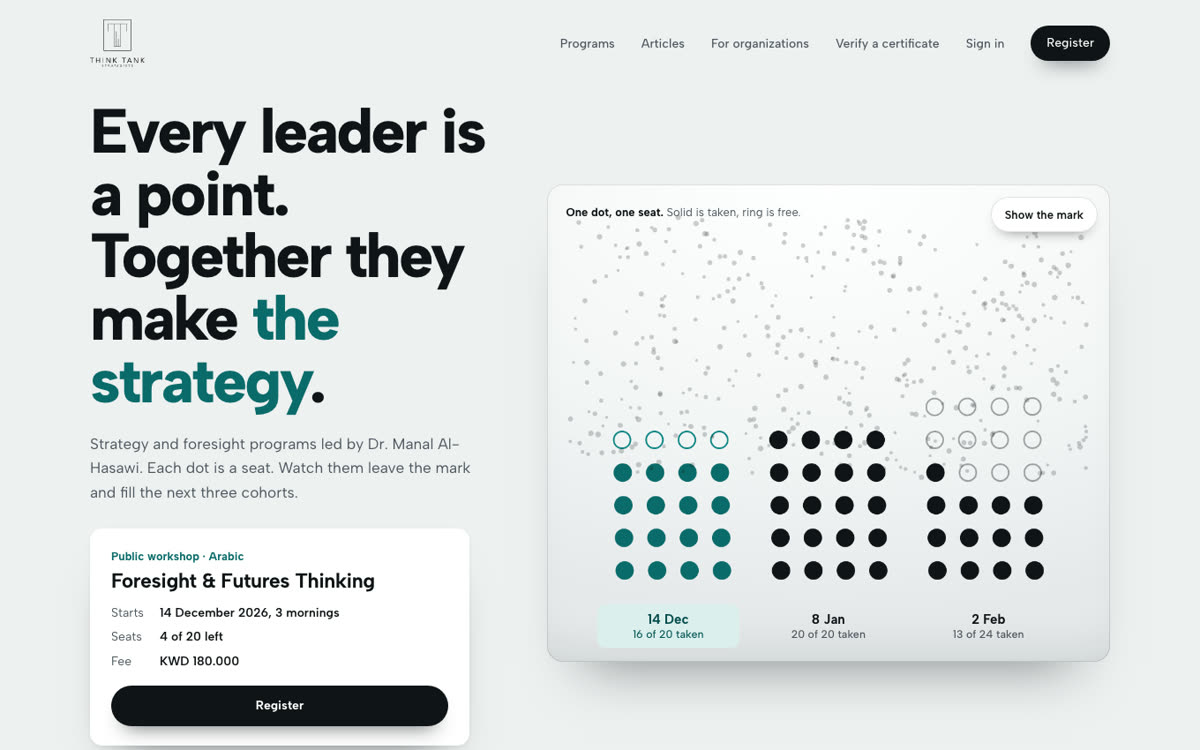 THINK TANK
STRATEGISTS
Programs
Articles
For organizations
Verify a certificate
Sign in
Register
Every leader is
a point.
Together they
make the
strategy.
Strategy and foresight programs led by Dr. Manal Al-
Hasawi. Each dot is a seat. Watch them leave the mark
and fill the next three cohorts.
Public workshop · Arabic
Foresight & Futures Thinking
Starts 14 December 2026, 3 mornings
Seats 4 of 20 left
Fee KWD 180.000
Register
One dot, one seat. Solid is taken, ring is free.
Show the mark
14 Dec
16 of 20 taken
8 Jan
20 of 20 taken
2 Feb
13 of 24 taken